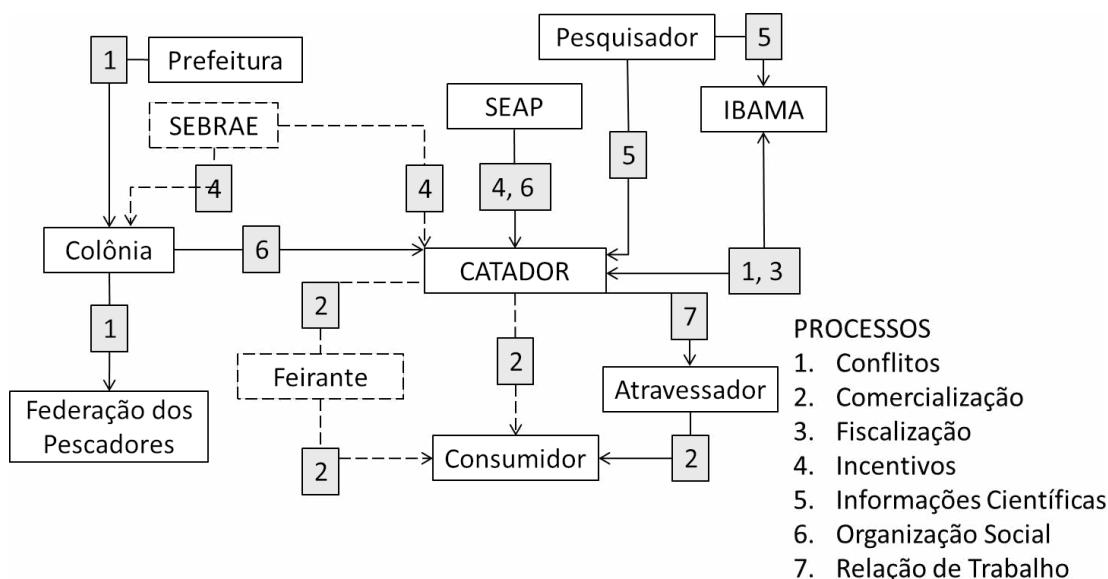 Pesquisador
5
1
Prefeitura
SEAP
IBAMA
SEBRAE
5
4
4
4, 6
Colônia
6
CATADOR
1, 3
2
7
1
2
PROCESSOS
1. Conflitos
Feirante
Atravessador
2. Comercialização
Federação dos
Pescadores
3. Fiscalização
2
Consumidor
2
4. Incentivos
5. Informações Científicas
6. Organização Social
7. Relação de Trabalho